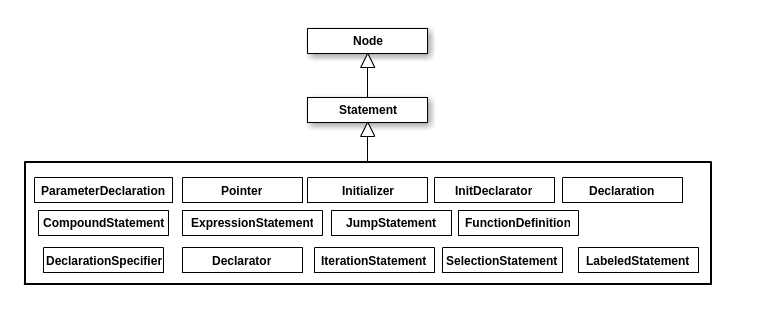 Node
Statement
ParameterDeclaration Pointer Initializer InitDeclarator Declaration
CompoundStatement ExpressionStatement JumpStatement FunctionDefinition
DeclarationSpecifier Declarator IterationStatement SelectionStatement LabeledStatement